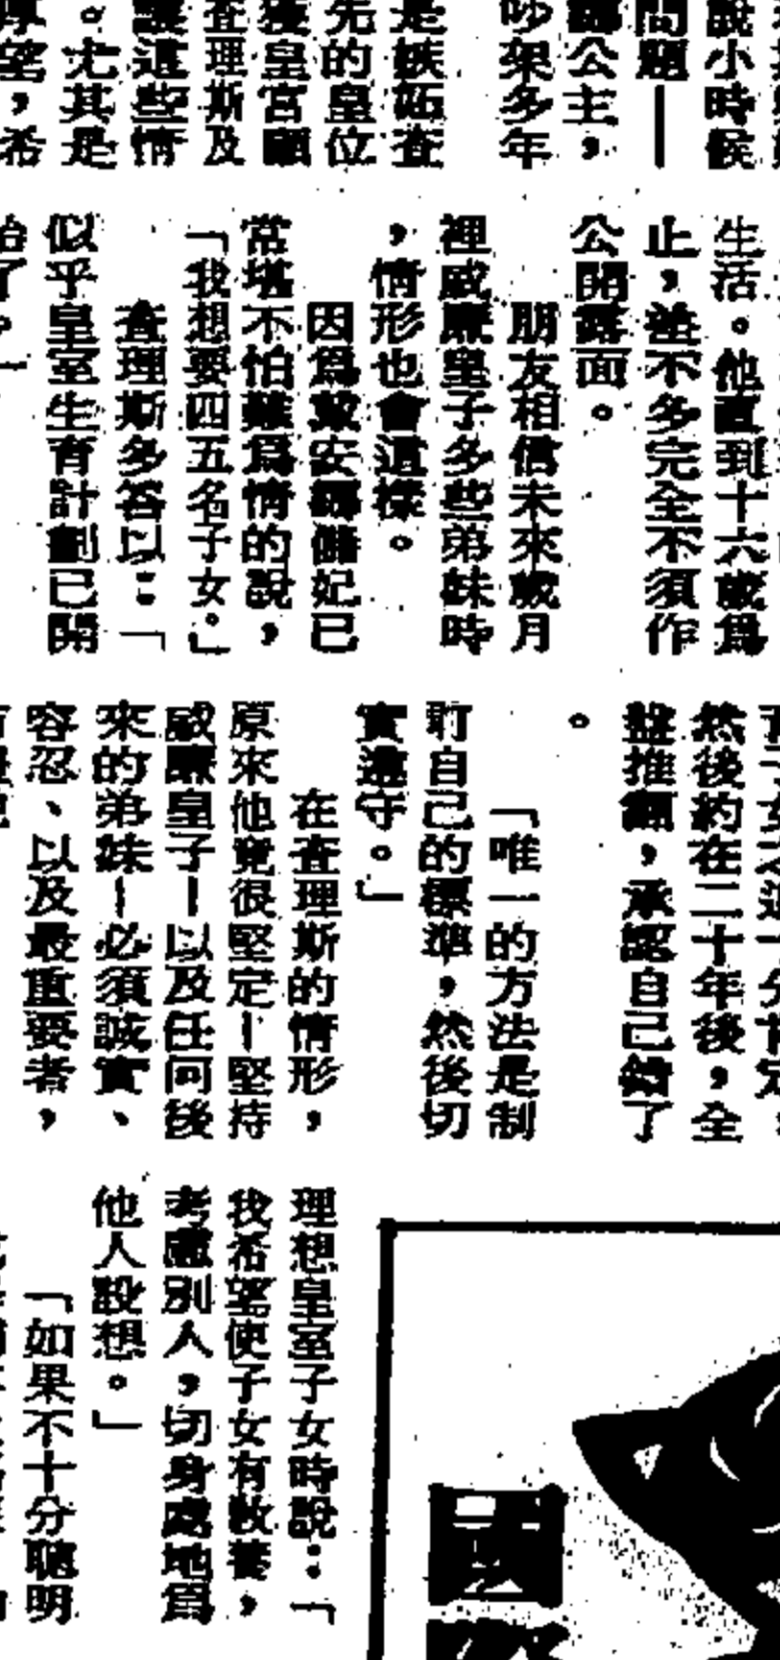 說小時候
問題——
公主，
吵架多年
是嫉妬查
先的皇位
獲皇宮
查理斯及
讓這些情
。尤其是
厚望，希
生活。他直到十六歲爲
止，差不多完全不須作
公開露面。
朋友相信未來歲月
裡威廉皇子多些弟妹時
，情形也會這樣。
因爲戴安娜儲妃已
常堪不怕難爲情的說，
「我想要四五名子女。」
查理斯多答以：「
似乎皇室生育計劃已開
始了。」
然後約在二十年後，全
盤推翻，承認自己錯了
。
「唯一的方法是制
訂自己的標準，然後切
實遵守。」
在查理斯的情形，
原來他竟很堅定—堅持
威廉皇子—以及任何後
來的弟妹—必須誠實、
容忍、以及最重要者，
理想皇室子女時說：「
我希望使子女有教養，
考慮別人，切身處地爲
他人設想。」
「如果不十分聰明